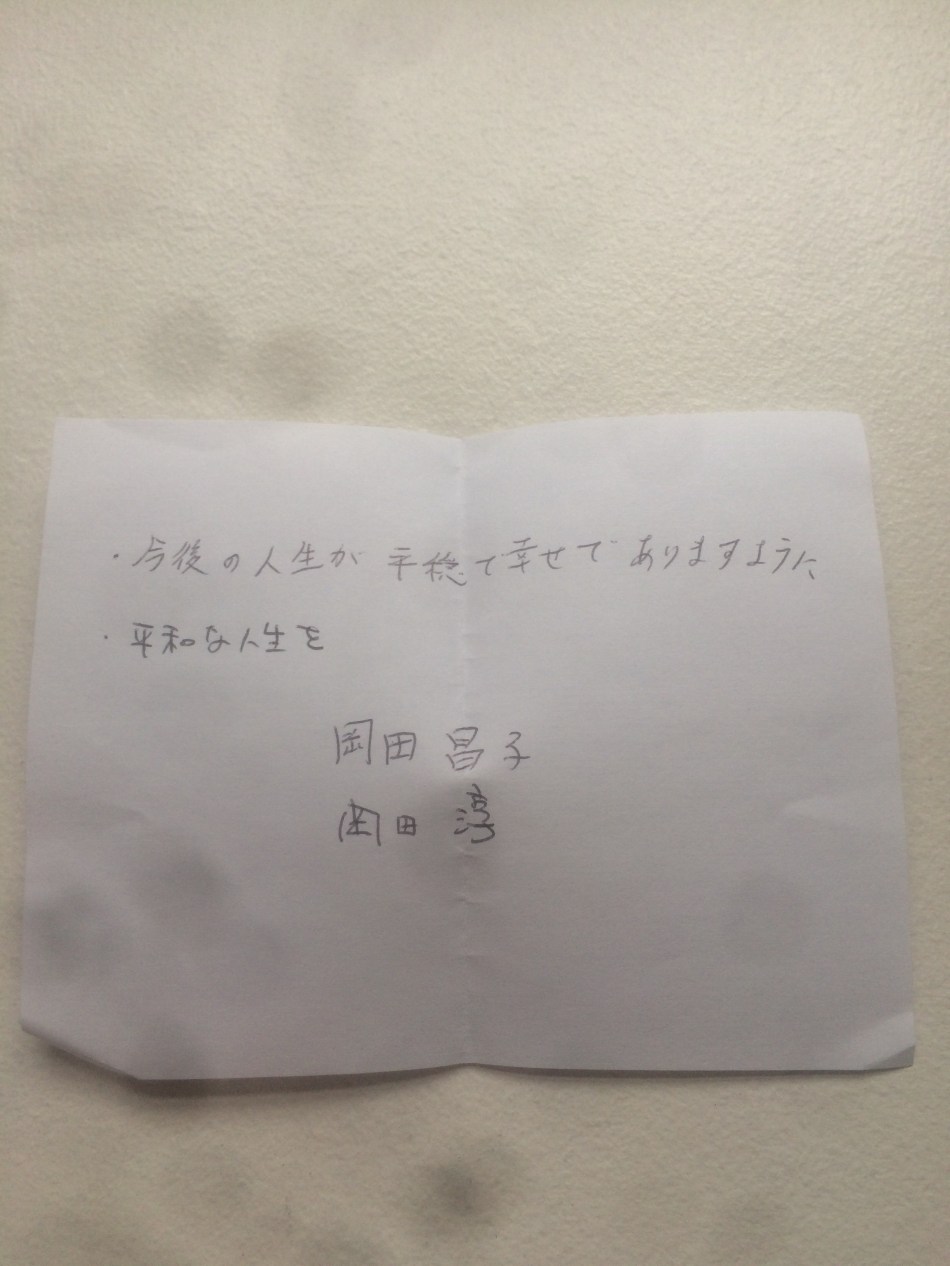 ・今後の人生が平穏で幸せでありますように
・平和な人生を
岡田昌子
岡田淳